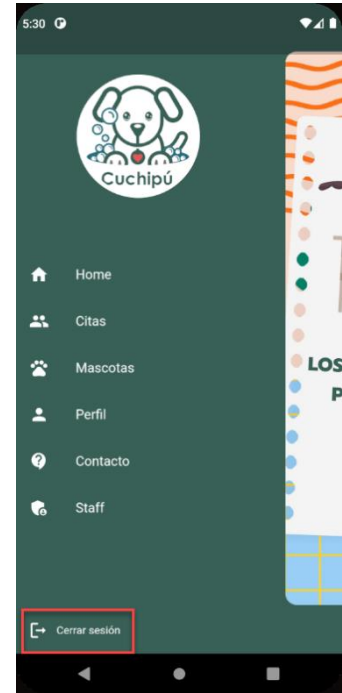 5:30
Cuchipú
Home
Citas
Mascotas
LOS
P
Perfil
Contacto
Staff
Cerrar sesión